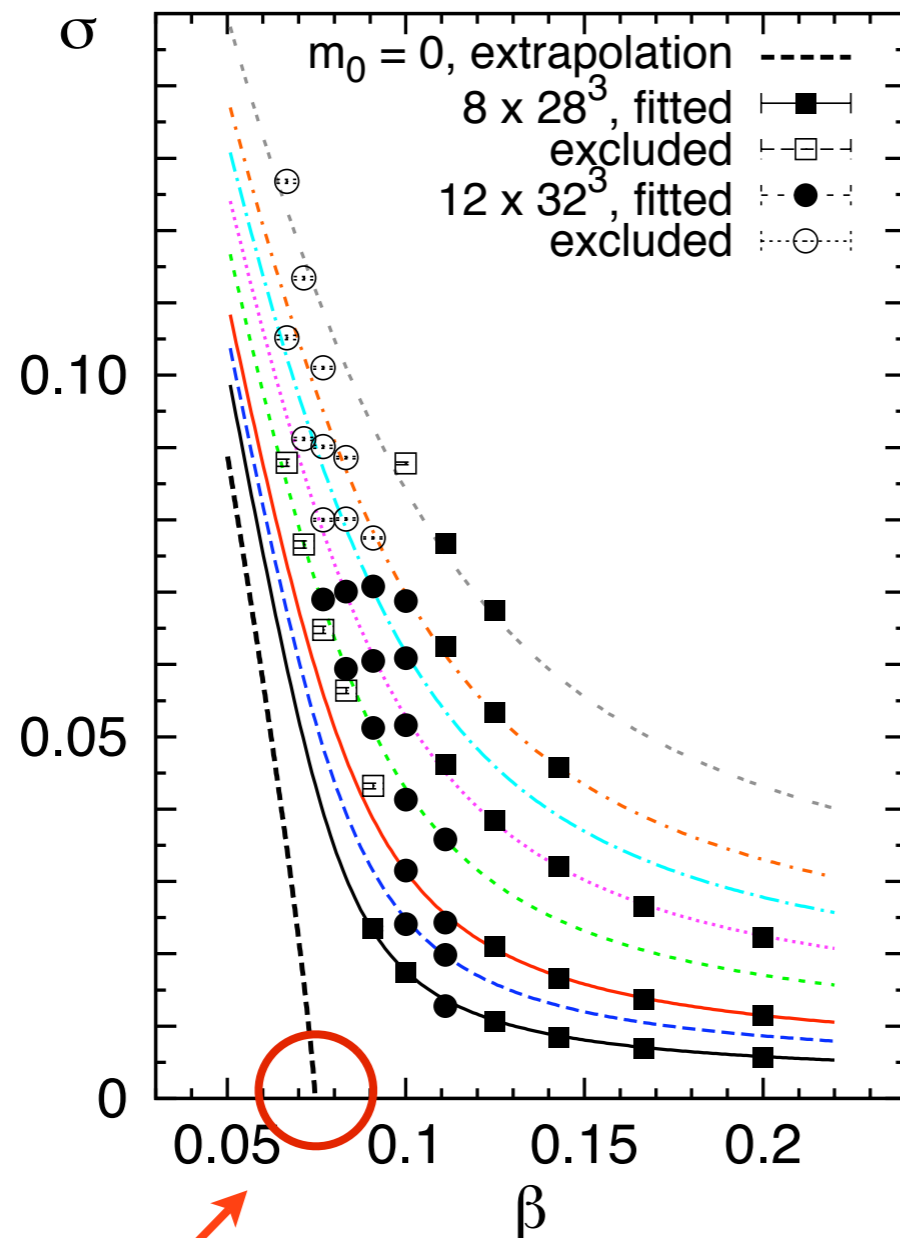 σ
m₀ = 0, extrapolation
8 x 28³, fitted
excluded
12 x 32³, fitted
excluded
0.10
0.05
0
0.05 0.1 0.15 0.2
β